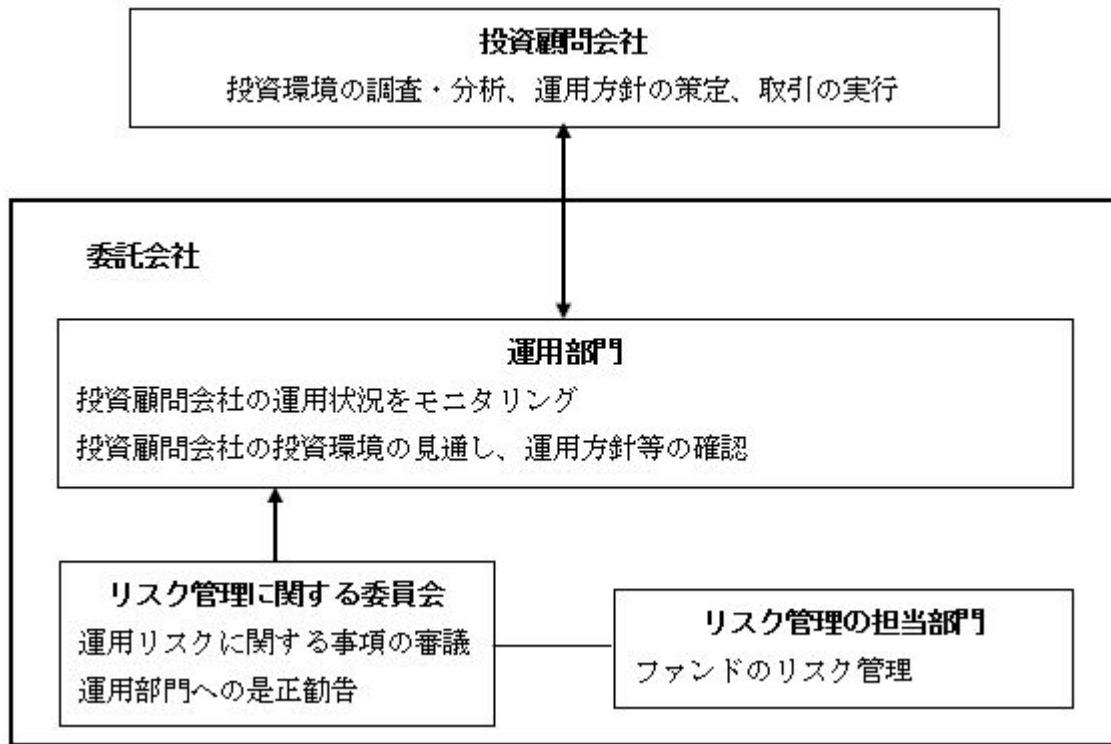 投資顧問会社
投資環境の調査・分析、運用方針の策定、取引の実行
委託会社
運用部門
投資顧問会社の運用状況をモニタリング
投資顧問会社の投資環境の見通し、運用方針等の確認
リスク管理に関する委員会
運用リスクに関する事項の審議
運用部門への是正勧告
リスク管理の担当部門
ファンドのリスク管理